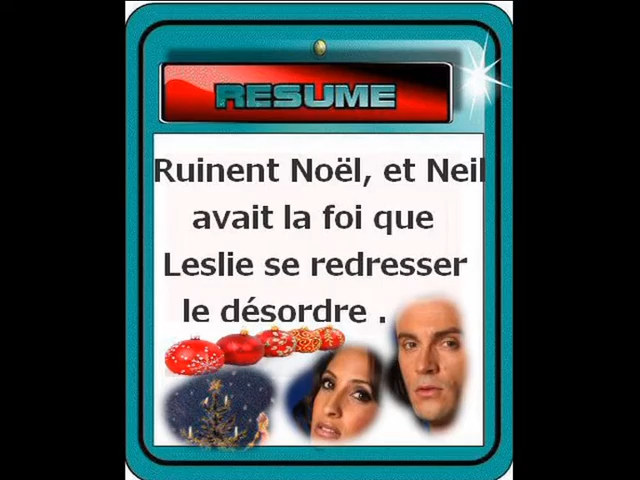 RESUME
Ruinent Noël, et Neil
avait la foi que
Leslie se redresser
le désordre .